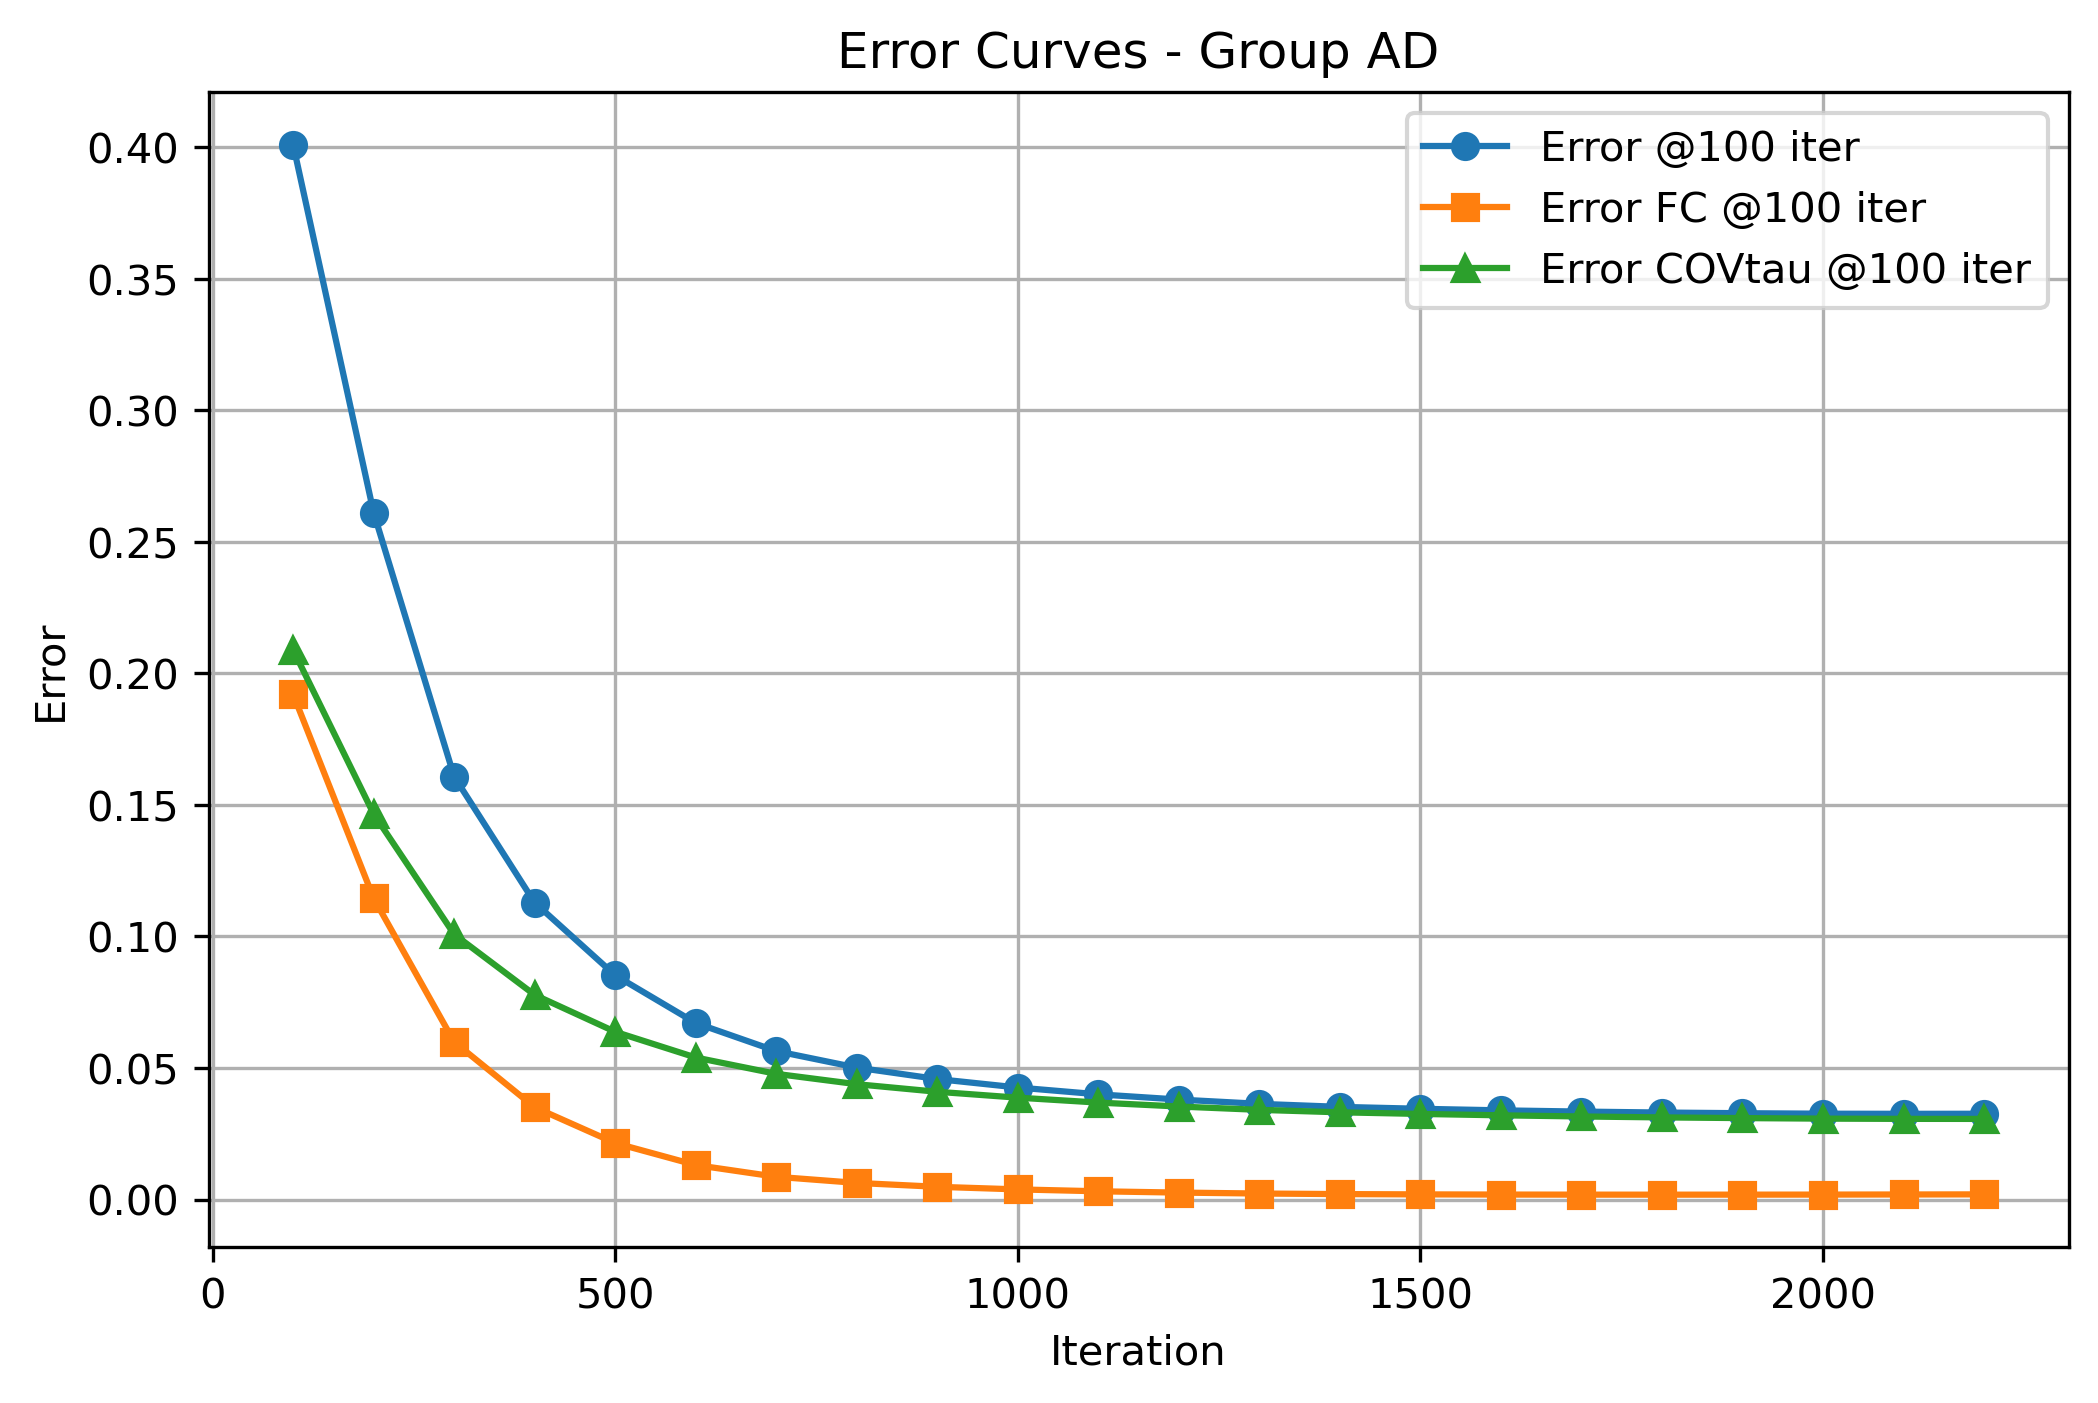 Error Curves - Group AD
Error @100 iter
Error FC @100 iter
Error COVtau @100 iter
Error
0.40
0.35
0.30
0.25
0.20
0.15
0.10
0.05
0.00
0 500 1000 1500 2000
Iteration